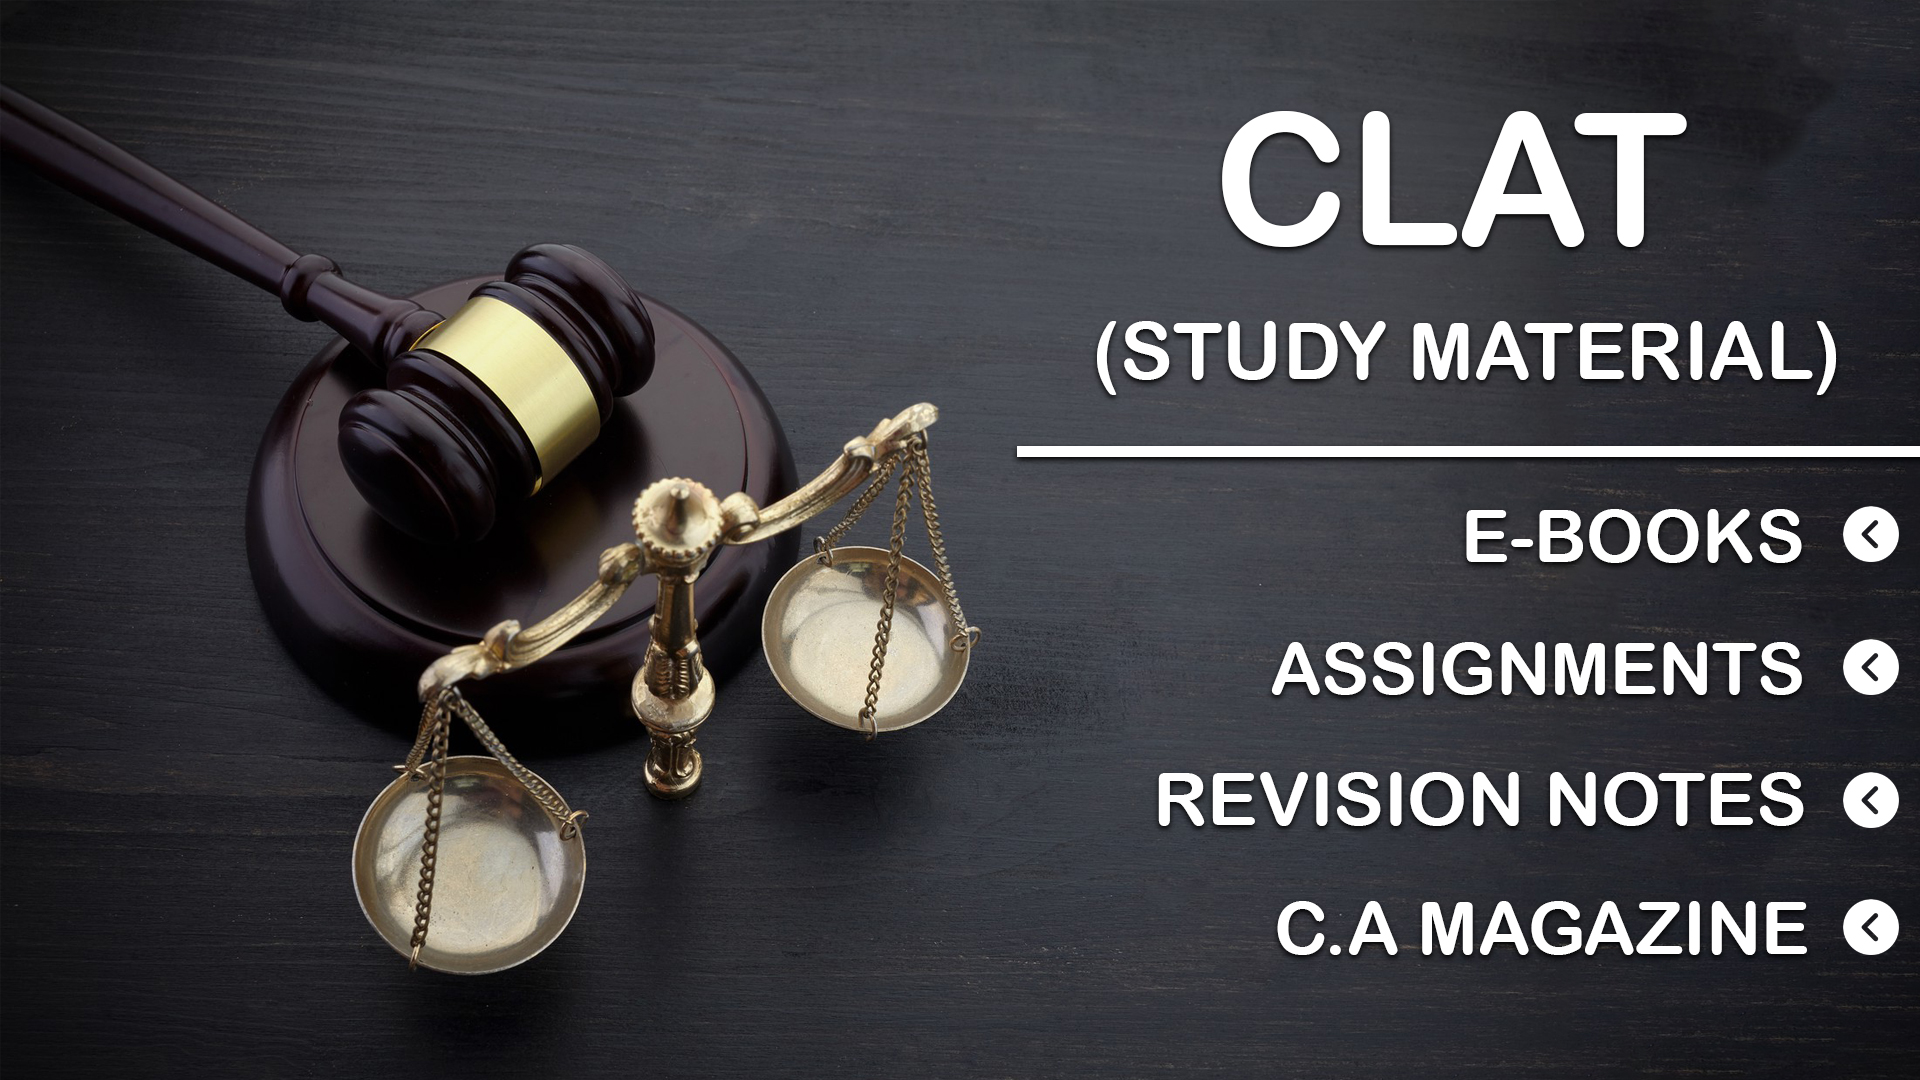 CLAT
(STUDY MATERIAL)
E-BOOKS
ASSIGNMENTS
REVISION NOTES
C.A MAGAZINE